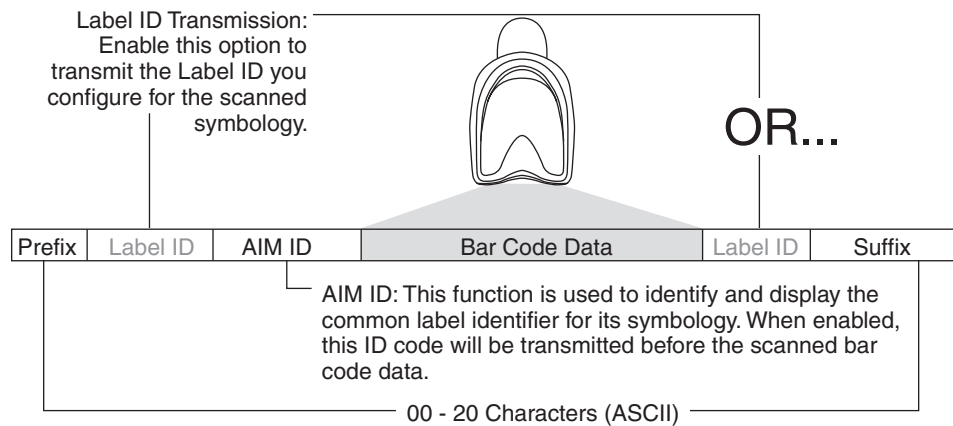 Label ID Transmission:
Enable this option to
transmit the Label ID you
configure for the scanned
symbology.
OR...
Prefix Label ID AIM ID Bar Code Data Label ID Suffix
AIM ID: This function is used to identify and display the
common label identifier for its symbology. When enabled,
this ID code will be transmitted before the scanned bar
code data.
00 - 20 Characters (ASCII)